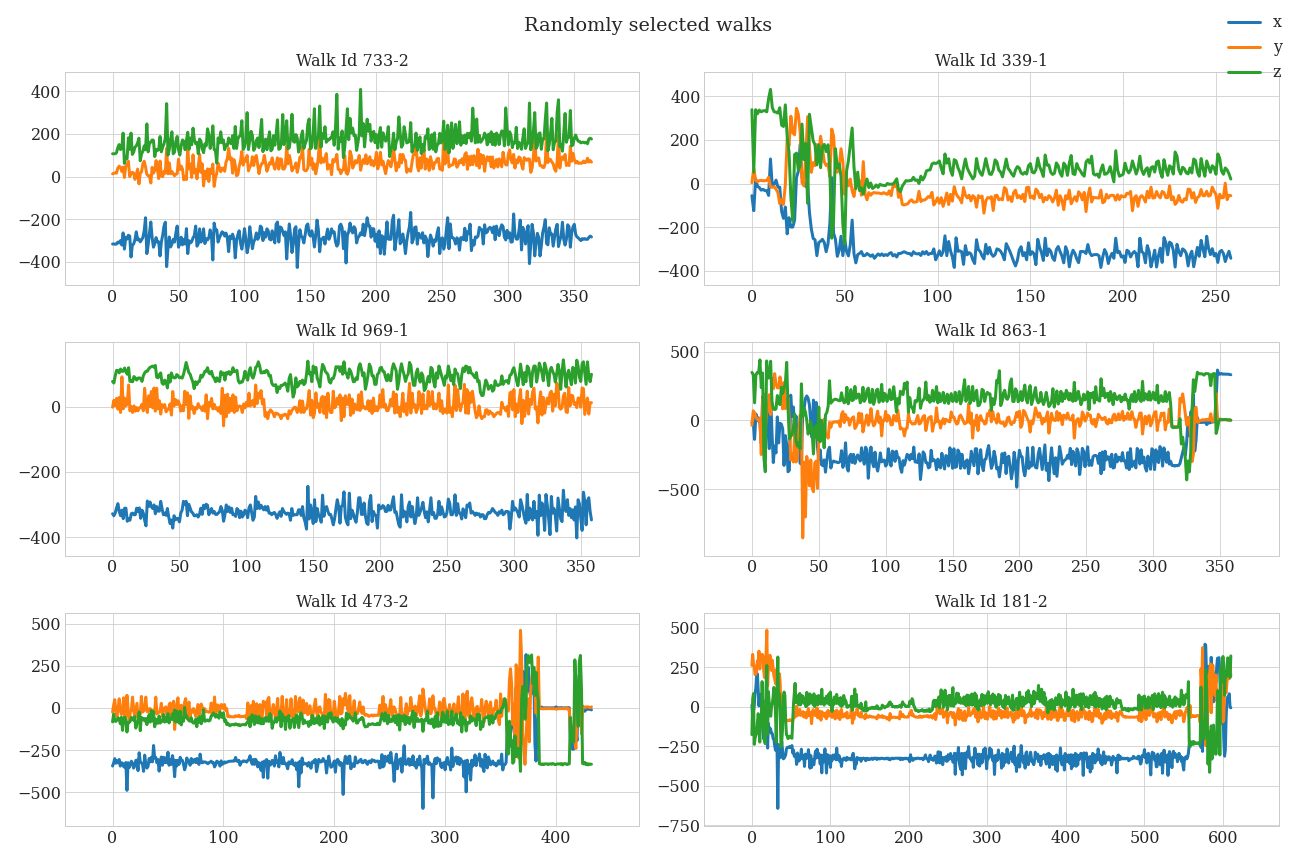 Randomly selected walks
x
y
z
Walk Id 733-2
400
200
0
−200
−400
0 50 100 150 200 250 300 350
Walk Id 339-1
400
200
0
−200
−400
0 50 100 150 200 250
Walk Id 969-1
0
−200
−400
0 50 100 150 200 250 300 350
Walk Id 863-1
500
0
−500
0 50 100 150 200 250 300 350
Walk Id 473-2
500
250
0
−250
−500
0 100 200 300 400
Walk Id 181-2
500
250
0
−250
−500
−750
0 100 200 300 400 500 600